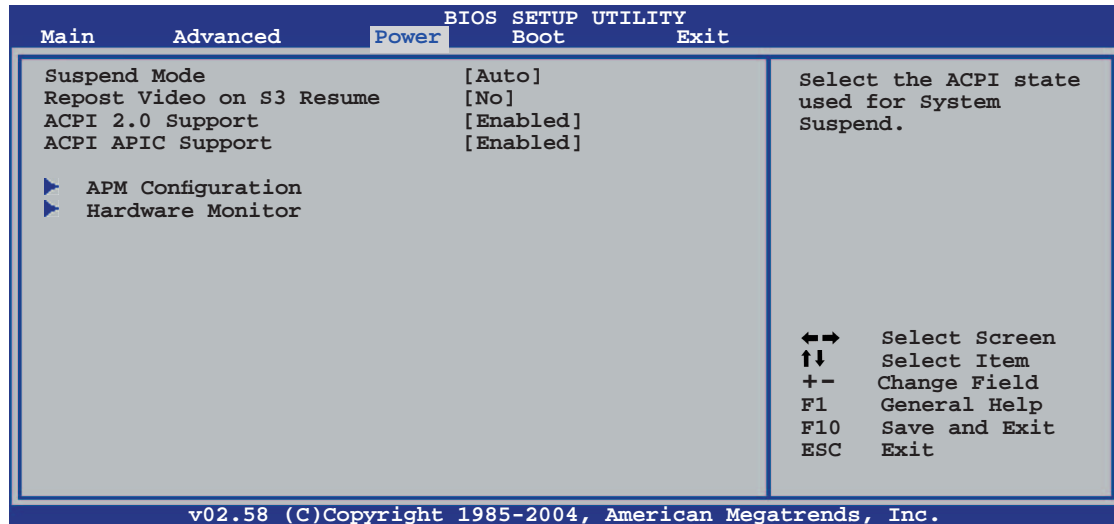 BIOS SETUP UTILITY
Main Advanced Power Boot Exit
Suspend Mode [Auto]
Repost Video on S3 Resume [No]
ACPI 2.0 Support [Enabled]
ACPI APIC Support [Enabled]
APM Configuration
Hardware Monitor
Select the ACPI state
used for System
Suspend.
←→ Select Screen
↑↓ Select Item
+- Change Field
F1 General Help
F10 Save and Exit
ESC Exit
v02.58 (C)Copyright 1985-2004, American Megatrends, Inc.